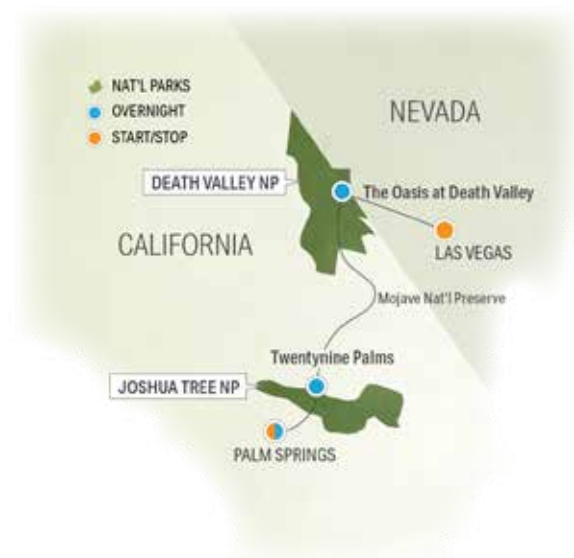 NAT'L PARKS
OVERNIGHT
START/STOP
NEVADA
DEATH VALLEY NP
The Oasis at Death Valley
CALIFORNIA
LAS VEGAS
Mojave Nat'l Preserve
Twentynine Palms
JOSHUA TREE NP
PALM SPRINGS